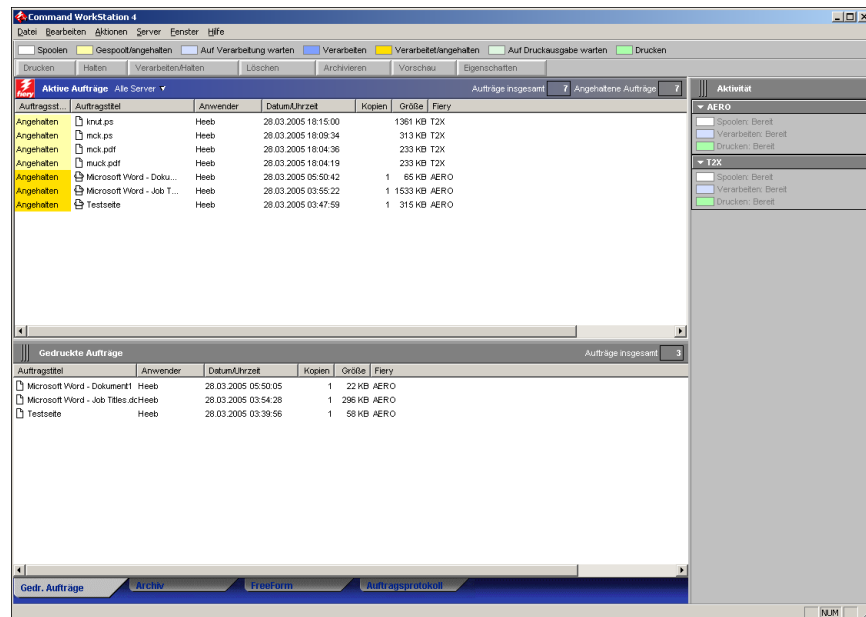 Command WorkStation 4
Datei Bearbeiten Aktionen Server Fenster Hilfe
Spoolen Gespoolt/angehalten Auf Verarbeitung warten Verarbeiten Verarbeitet/angehalten Auf Druckausgabe warten Drucken
Drucken Halten Verarbeiten/Halten Löschen Archivieren Vorschau Eigenschaften
fiery Aktive Aufträge Alle Server Aufträge insgesamt 7 Angehaltene Aufträge 7
Auftragsst... Auftragstitel Anwender Datum/Uhrzeit Kopien Größe Fiery
Angehalten knut.ps Heeb 28.03.2005 18:15:00 1361 KB T2X
Angehalten mck.ps Heeb 28.03.2005 18:09:34 313 KB T2X
Angehalten mck.pdf Heeb 28.03.2005 18:04:36 233 KB T2X
Angehalten muck.pdf Heeb 28.03.2005 18:04:19 233 KB T2X
Angehalten Microsoft Word - Doku... Heeb 28.03.2005 05:50:42 1 65 KB AERO
Angehalten Microsoft Word - Job T... Heeb 28.03.2005 03:55:22 1 1533 KB AERO
Angehalten Testseite Heeb 28.03.2005 03:47:59 1 315 KB AERO
Aktivität
AERO
Spoolen: Bereit
Verarbeiten: Bereit
Drucken: Bereit
T2X
Spoolen: Bereit
Verarbeiten: Bereit
Drucken: Bereit
Gedruckte Aufträge Aufträge insgesamt 3
Auftragstitel Anwender Datum/Uhrzeit Kopien Größe Fiery
Microsoft Word - Dokument1 Heeb 28.03.2005 05:50:05 1 22 KB AERO
Microsoft Word - Job Titles.dc Heeb 28.03.2005 03:54:28 1 296 KB AERO
Testseite Heeb 28.03.2005 03:39:56 1 58 KB AERO
Gedr. Aufträge Archiv FreeForm Auftragsprotokoll
NUM